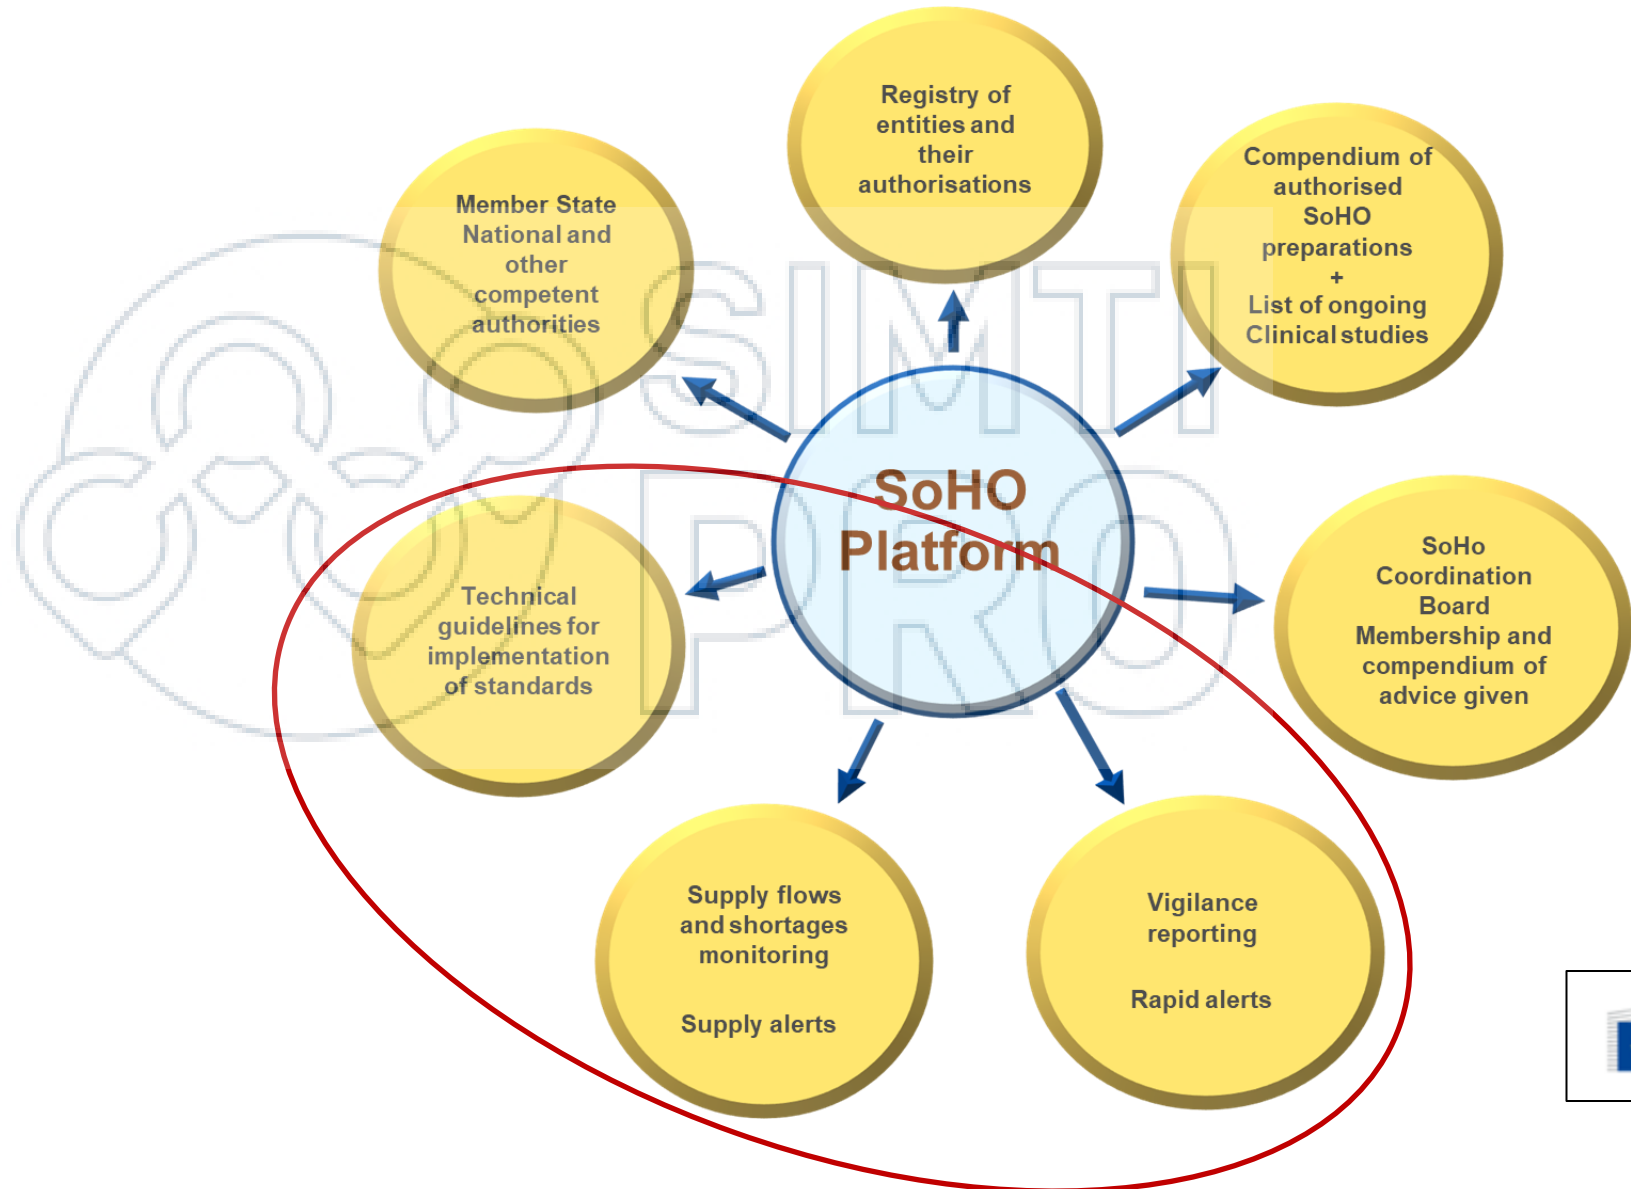 Registry of
entities and
their
authorisations
Member State
National and
other
competent
authorities
Compendium of
authorised
SoHO
preparations
+
List of ongoing
Clinical studies
SoHO
Platform
SoHo
Coordination
Board
Membership and
compendium of
advice given
Technical
guidelines for
implementation
of standards
Supply flows
and shortages
monitoring
Supply alerts
Vigilance
reporting
Rapid alerts
SIMTI
PRO